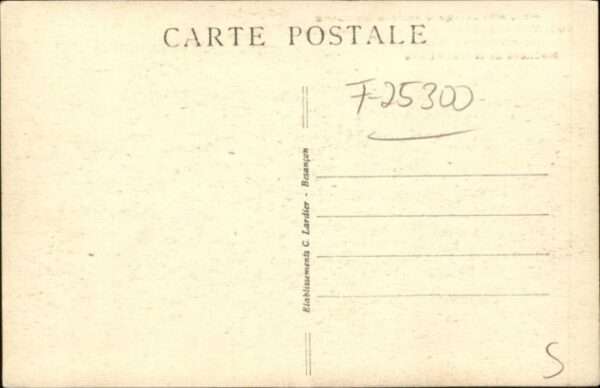 CARTE POSTALE
F-25300
Etablissements C. Lardier - Besançon
S